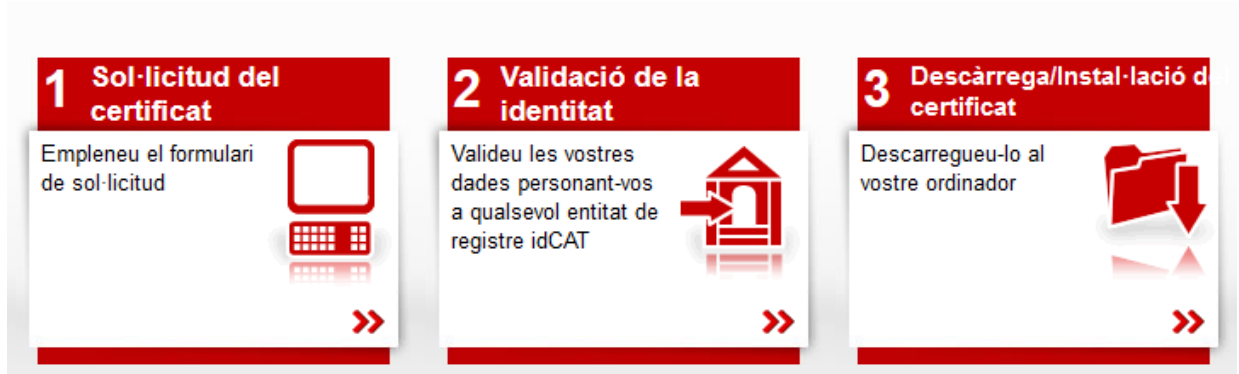 1 Sol·licitud del
certificat
Empleneu el formulari
de sol·licitud
2 Validació de la
identitat
Valideu les vostres
dades personant-vos
a qualsevol entitat de
registre idCAT
3 Descàrrega/Instal·lació del
certificat
Descarregueu-lo al
vostre ordinador